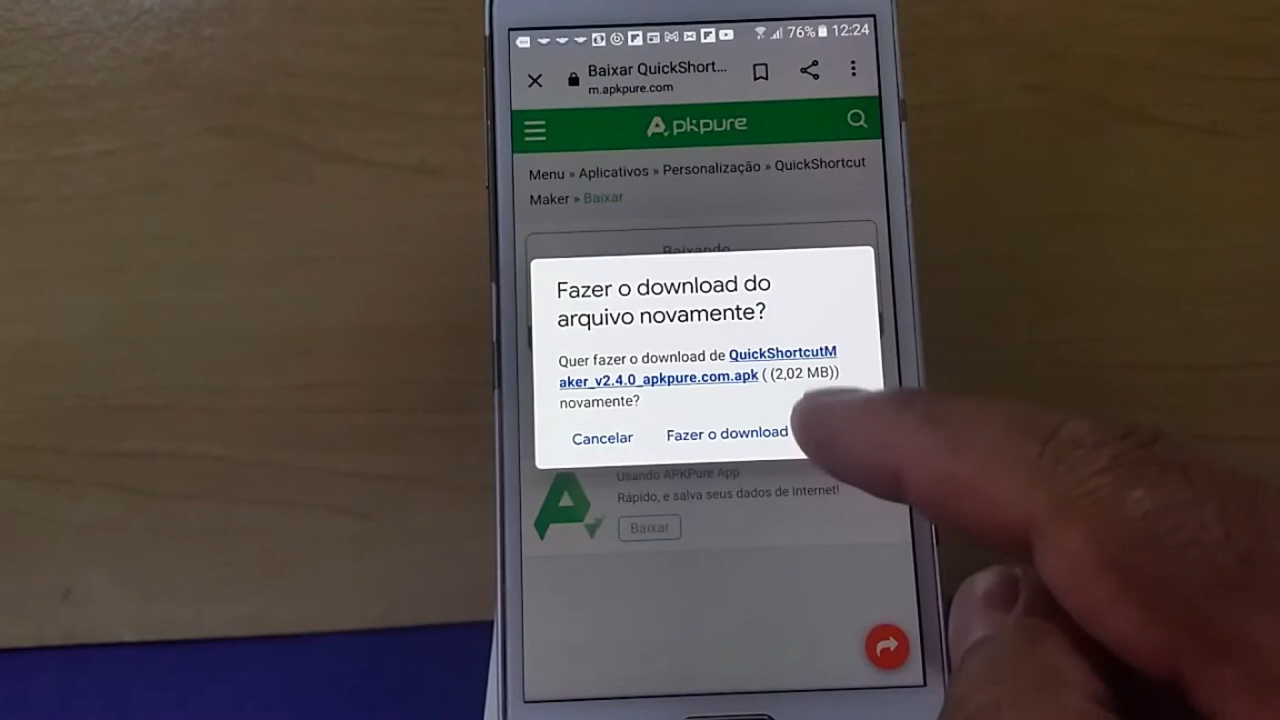 76% 12:24
Baixar QuickShort...
m.apkpure.com
Apkpure
Menu » Aplicativos » Personalização » QuickShortcut
Maker » Baixar
Baixando
Fazer o download do
arquivo novamente?
Quer fazer o download de QuickShortcutM
aker_v2.4.0_apkpure.com.apk ( (2,02 MB))
novamente?
Cancelar Fazer o download
Usando APKPure App
Rápido, e salva seus dados de Internet!
Baixar